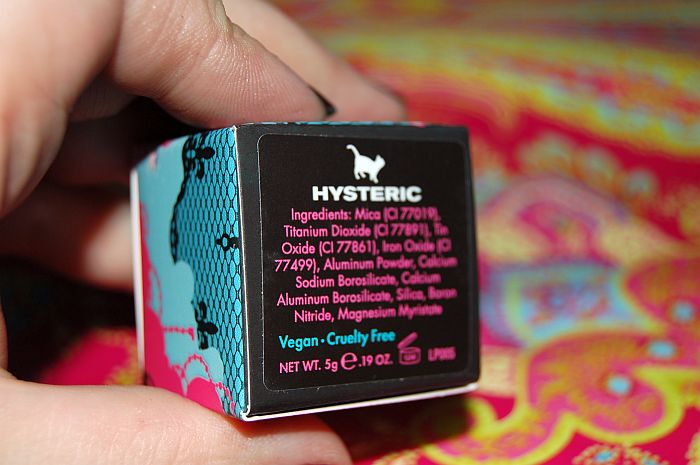 HYSTERIC
Ingredients: Mica (CI 77019),
Titanium Dioxide (CI 77891), Tin
Oxide (CI 77861), Iron Oxide (CI
77499), Aluminum Powder, Calcium
Sodium Borosilicate, Calcium
Aluminum Borosilicate, Silica, Boron
Nitride, Magnesium Myristate
Vegan • Cruelty Free
NET WT. 5g ℮ .19 OZ.